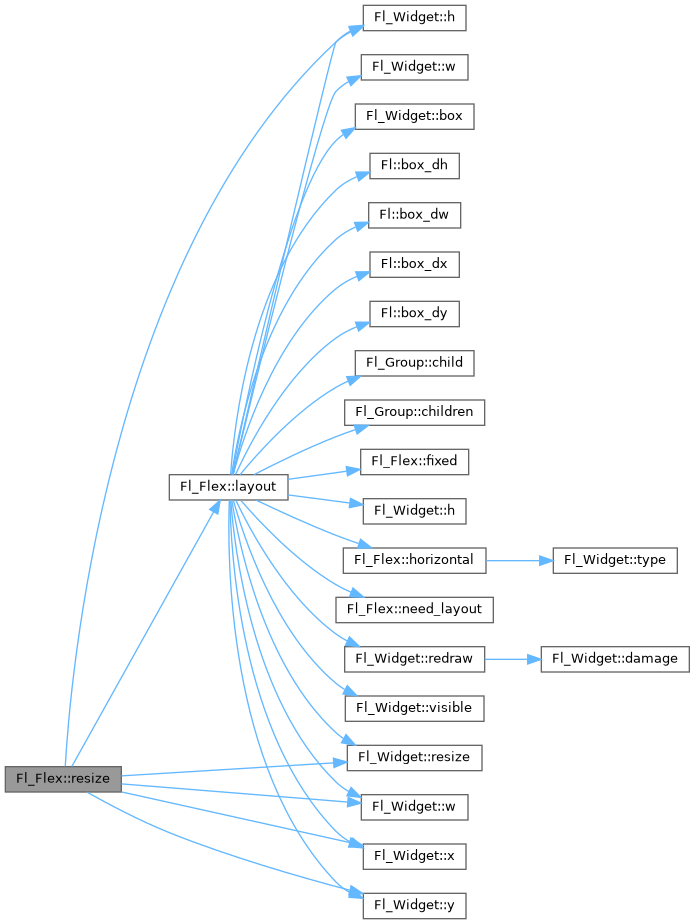 Fl_Widget::h
Fl_Widget::w
Fl_Widget::box
Fl::box_dh
Fl::box_dw
Fl::box_dx
Fl::box_dy
Fl_Group::child
Fl_Group::children
Fl_Flex::fixed
Fl_Flex::layout
Fl_Widget::h
Fl_Flex::horizontal
Fl_Widget::type
Fl_Flex::need_layout
Fl_Widget::redraw
Fl_Widget::damage
Fl_Widget::visible
Fl_Widget::resize
Fl_Flex::resize
Fl_Widget::w
Fl_Widget::x
Fl_Widget::y